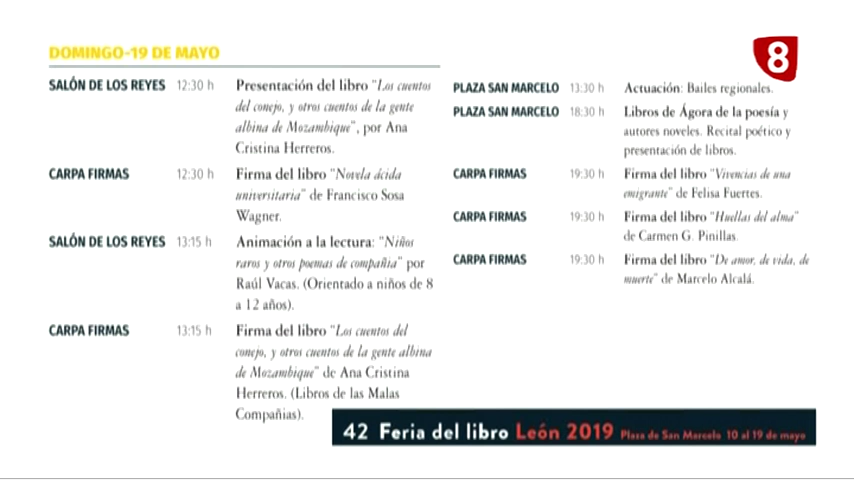 DOMINGO-19 DE MAYO
8
SALÓN DE LOS REYES 12:30 h Presentación del libro "Los cuentos
del conejo, y otros cuentos de la gente
albina de Mozambique", por Ana
Cristina Herreros.
CARPA FIRMAS 12:30 h Firma del libro "Novela ácida
universitaria" de Francisco Sosa
Wagner.
SALÓN DE LOS REYES 13:15 h Animación a la lectura: "Niños
raros y otros poemas de compañia" por
Raúl Vacas. (Orientado a niños de 8
a 12 años).
CARPA FIRMAS 13:15 h Firma del libro "Los cuentos del
conejo, y otros cuentos de la gente albina
de Mozambique" de Ana Cristina
Herreros. (Libros de las Malas
Compañias).
PLAZA SAN MARCELO 13:30 h Actuación: Bailes regionales.
PLAZA SAN MARCELO 18:30 h Libros de Ágora de la poesía y
autores noveles. Recital poético y
presentación de libros.
CARPA FIRMAS 19:30 h Firma del libro "Vivencias de una
emigrante" de Felisa Fuertes.
CARPA FIRMAS 19:30 h Firma del libro "Huellas del alma"
de Carmen G. Pinillas.
CARPA FIRMAS 19:30 h Firma del libro "De amor, de vida, de
muerte" de Marcelo Alcalá.
42 Feria del libro León 2019 Plaza de San Marcelo 10 al 19 de mayo